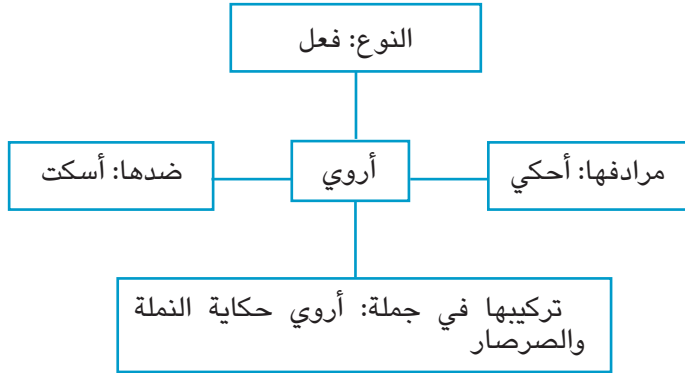 النوع: فعل
مرادفها: أحكي
أروي
ضدها: أسكت
تركيبها في جملة: أروي حكاية النملة
والصرصار